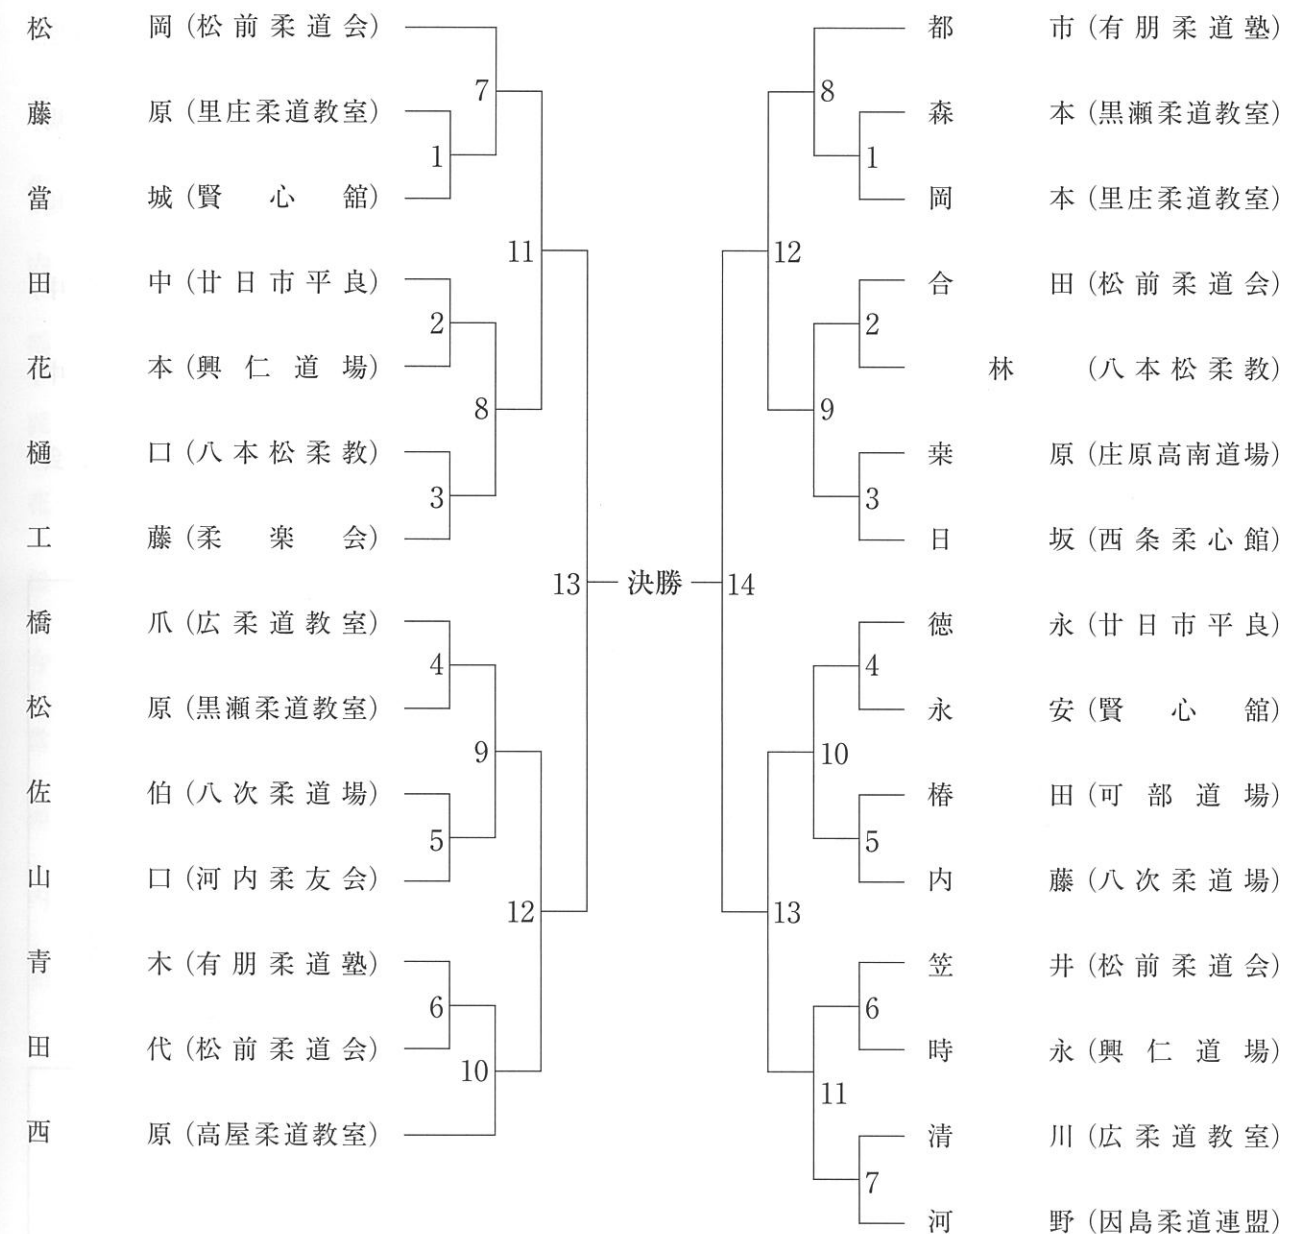 松岡(松前柔道会)
藤原(里庄柔道教室)
當城(賢心舘)
田中(廿日市平良)
花本(興仁道場)
樋口(八本松柔教)
工藤(柔楽会)
橋爪(広柔道教室)
松原(黒瀬柔道教室)
佐伯(八次柔道場)
山口(河内柔友会)
青木(有朋柔道塾)
田代(松前柔道会)
西原(高屋柔道教室)
7
1
11
2
8
3
13
4
9
5
12
6
10
決勝
8
1
12
2
9
3
14
4
10
5
13
6
11
7
都市(有朋柔道塾)
森本(黒瀬柔道教室)
岡本(里庄柔道教室)
合田(松前柔道会)
林(八本松柔教)
桒原(庄原高南道場)
日坂(西条柔心館)
徳永(廿日市平良)
永安(賢心舘)
椿田(可部道場)
内藤(八次柔道場)
笠井(松前柔道会)
時永(興仁道場)
清川(広柔道教室)
河野(因島柔道連盟)